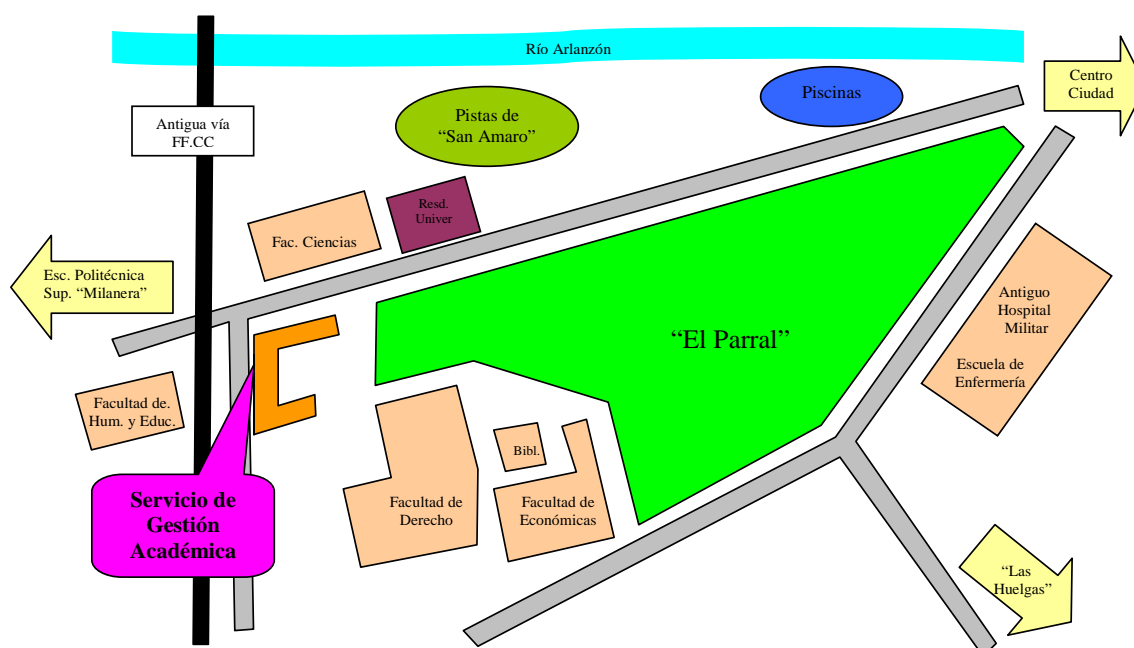 Río Arlanzón
Centro
Ciudad
Piscinas
Pistas de
“San Amaro”
Antigua vía
FF.CC
Resd.
Univer
Fac. Ciencias
Esc. Politécnica
Sup. “Milanera”
Antiguo
Hospital
Militar
Escuela de
Enfermería
“El Parral”
Facultad de.
Hum. y Educ.
Bibl.
Servicio de
Gestión
Académica
Facultad de
Derecho
Facultad de
Económicas
“Las
Huelgas”